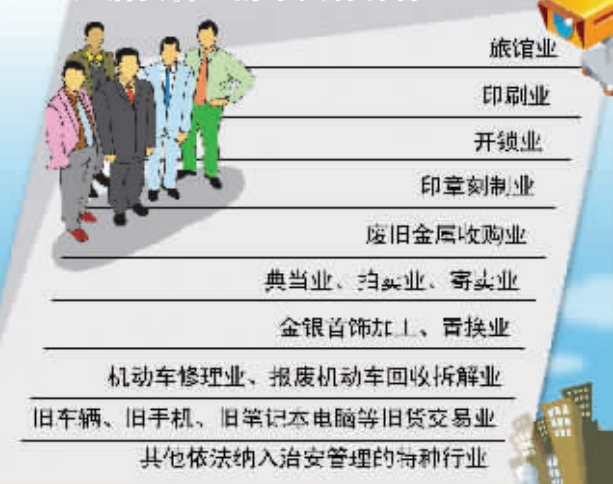 旅馆业
印刷业
开锁业
印章刻制业
废旧金属收购业
典当业、拍卖业、寄卖业
金银首饰加工、置换业
机动车修理业、报废机动车回收拆解业
旧车辆、旧手机、旧笔记本电脑等旧货交易业
其他依法纳入治安管理的特种行业